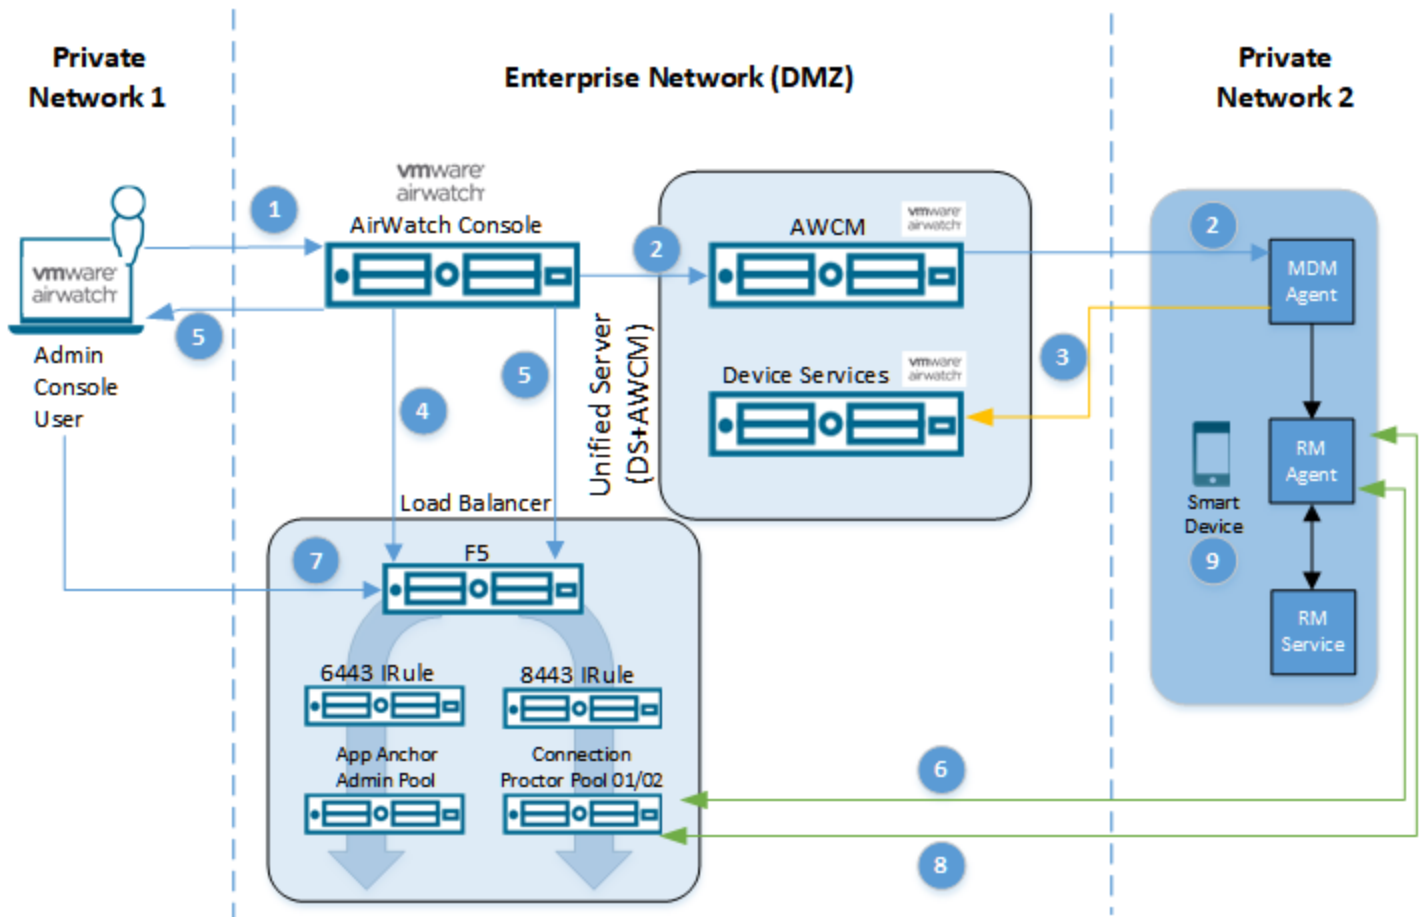 Private
Network 1
Enterprise Network (DMZ)
Private
Network 2
vmware
airwatch
AirWatch Console
1
vmware
airwatch
5
Admin
Console
User
2
AWCM
vmware
airwatch
Device Services
vmware
airwatch
Unified Server
(DS+AWCM)
3
2
MDM
Agent
RM
Agent
RM
Service
Smart
Device
9
4
5
Load Balancer
7
F5
6443 IRule
8443 IRule
App Anchor
Admin Pool
Connection
Proctor Pool 01/02
6
8